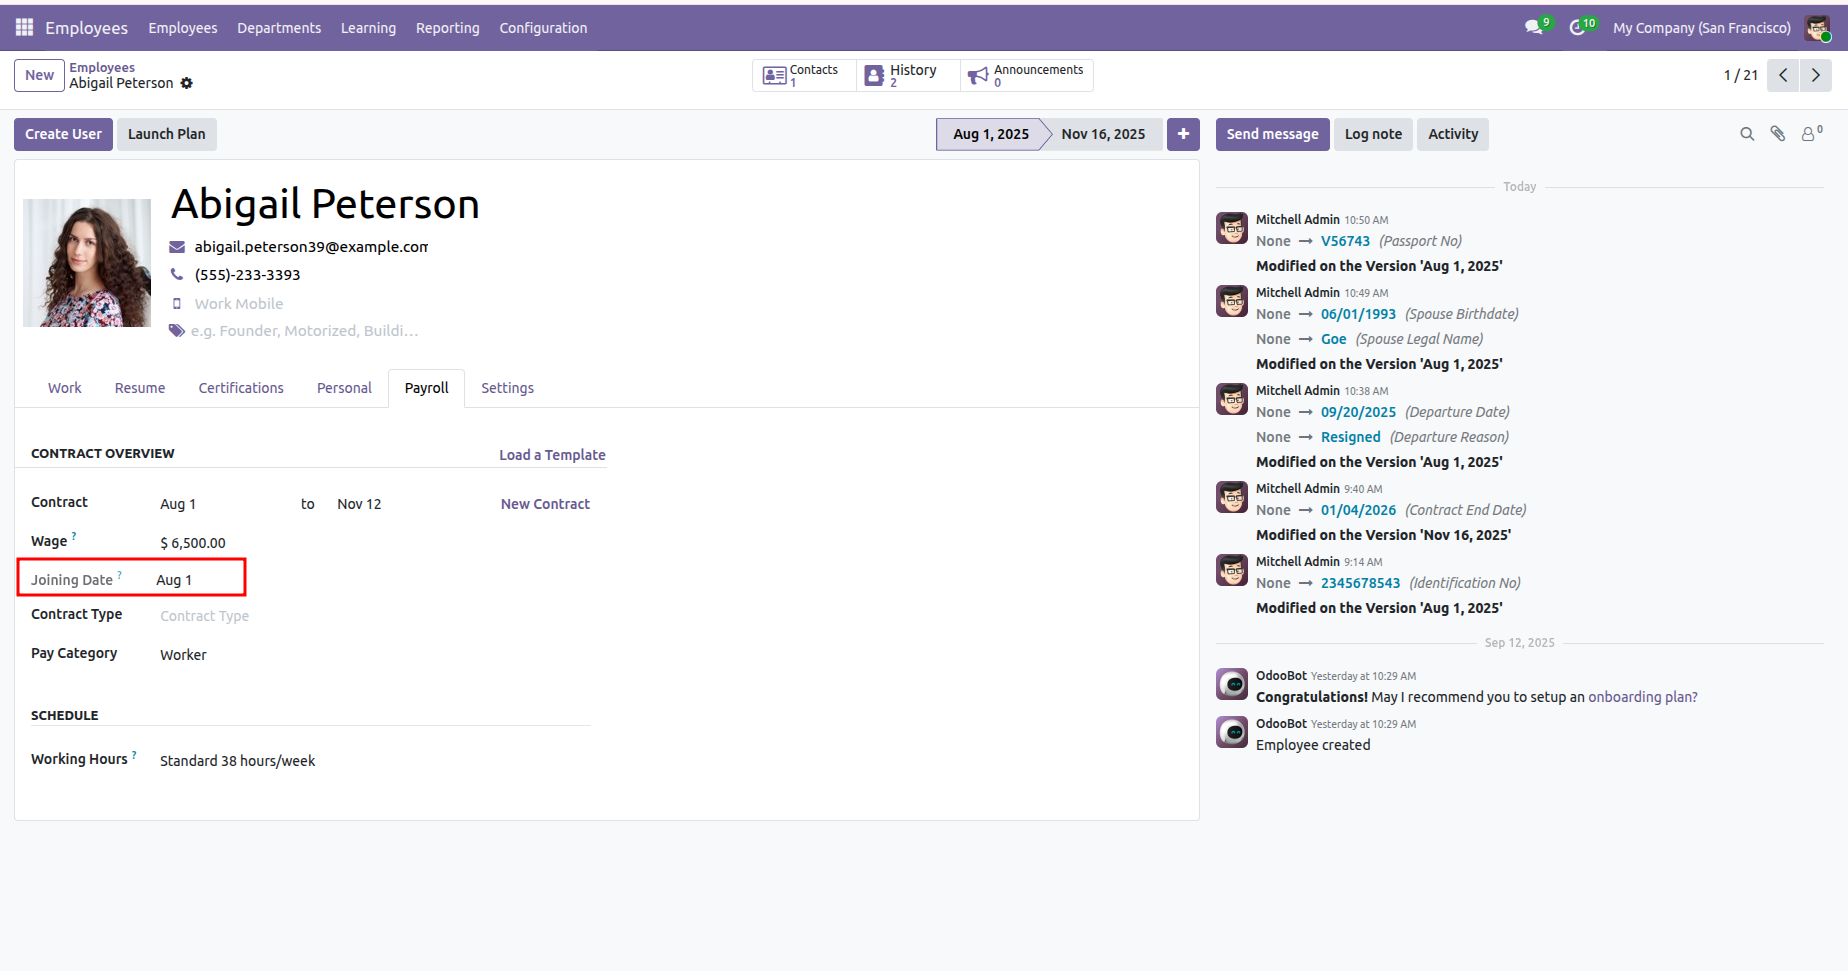 Employees Employees Departments Learning Reporting Configuration 9 10 My Company (San Francisco)
New Employees
Abigail Peterson
Contacts 1 History 2 Announcements 0 1 / 21
Create User Launch Plan Aug 1, 2025 Nov 16, 2025 + Send message Log note Activity 0
Abigail Peterson
abigail.peterson39@example.com
(555)-233-3393
Work Mobile
e.g. Founder, Motorized, Buildi...
Work Resume Certifications Personal Payroll Settings
CONTRACT OVERVIEW Load a Template
Contract Aug 1 to Nov 12 New Contract
Wage ? $ 6,500.00
Joining Date ? Aug 1
Contract Type Contract Type
Pay Category Worker
SCHEDULE
Working Hours ? Standard 38 hours/week
Today
Mitchell Admin 10:50 AM
None → V56743 (Passport No)
Modified on the Version 'Aug 1, 2025'
Mitchell Admin 10:49 AM
None → 06/01/1993 (Spouse Birthdate)
None → Goe (Spouse Legal Name)
Modified on the Version 'Aug 1, 2025'
Mitchell Admin 10:38 AM
None → 09/20/2025 (Departure Date)
None → Resigned (Departure Reason)
Modified on the Version 'Aug 1, 2025'
Mitchell Admin 9:40 AM
None → 01/04/2026 (Contract End Date)
Modified on the Version 'Nov 16, 2025'
Mitchell Admin 9:14 AM
None → 2345678543 (Identification No)
Modified on the Version 'Aug 1, 2025'
Sep 12, 2025
OdooBot Yesterday at 10:29 AM
Congratulations! May I recommend you to setup an onboarding plan?
OdooBot Yesterday at 10:29 AM
Employee created